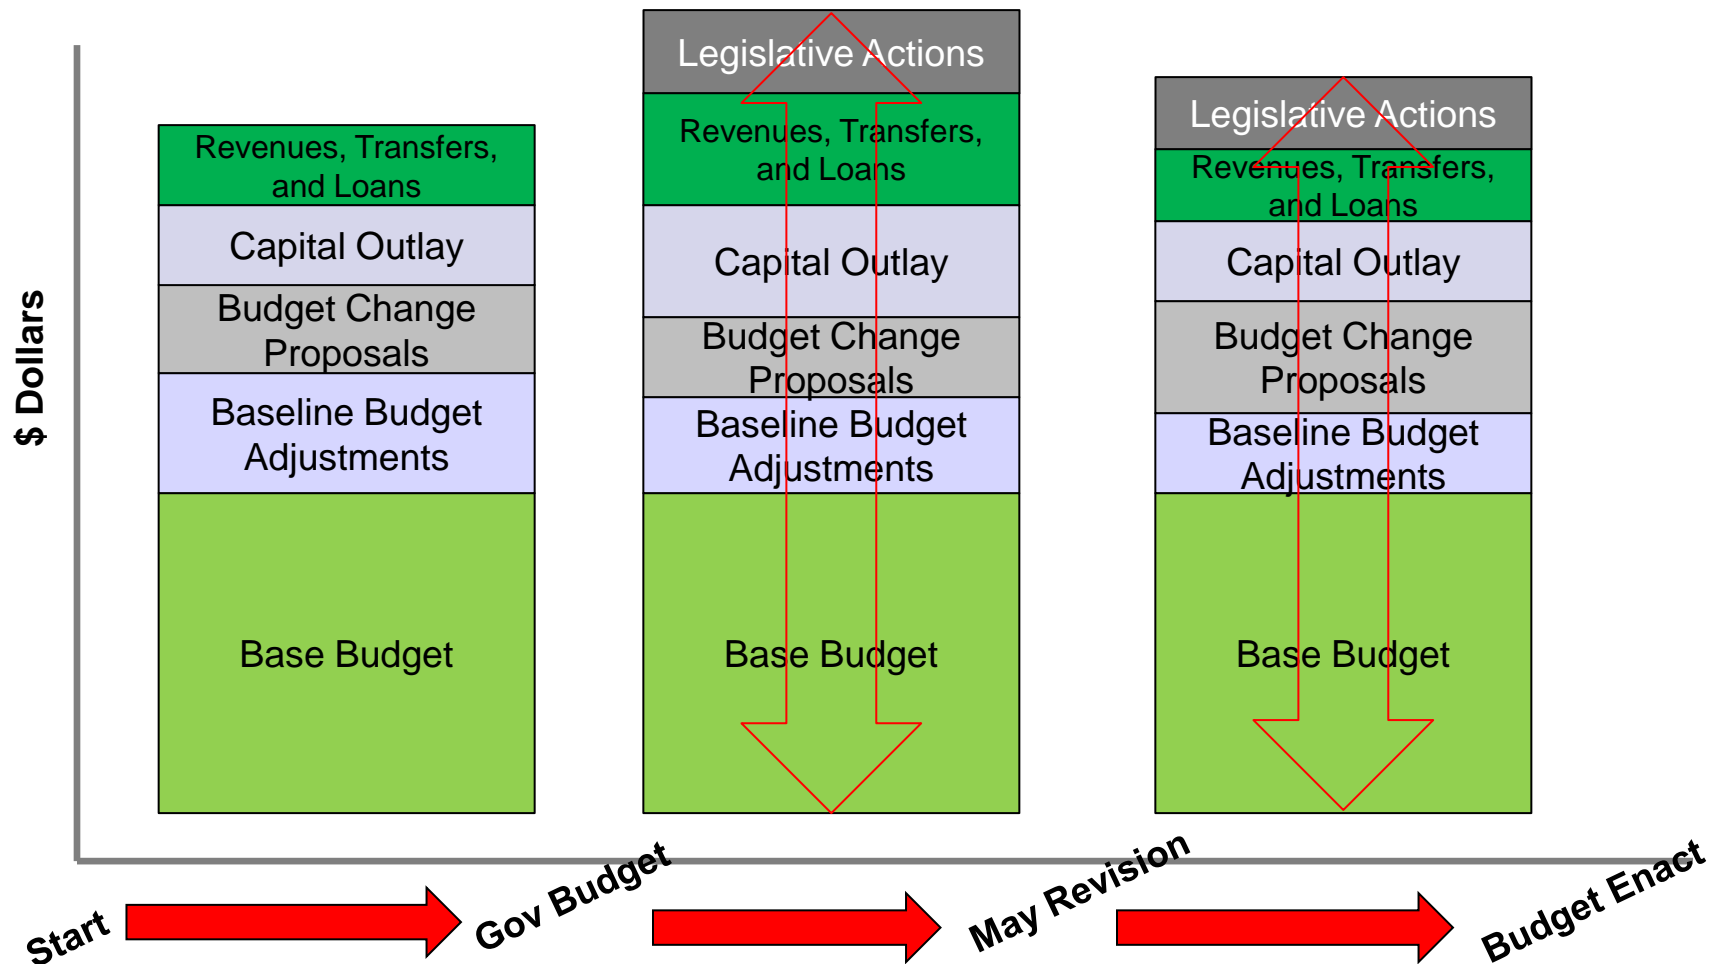 $ Dollars
Revenues, Transfers,
and Loans
Capital Outlay
Budget Change
Proposals
Baseline Budget
Adjustments
Base Budget
Legislative Actions
Revenues, Transfers,
and Loans
Capital Outlay
Budget Change
Proposals
Baseline Budget
Adjustments
Base Budget
Legislative Actions
Revenues, Transfers,
and Loans
Capital Outlay
Budget Change
Proposals
Baseline Budget
Adjustments
Base Budget
Start
Gov Budget
May Revision
Budget Enact